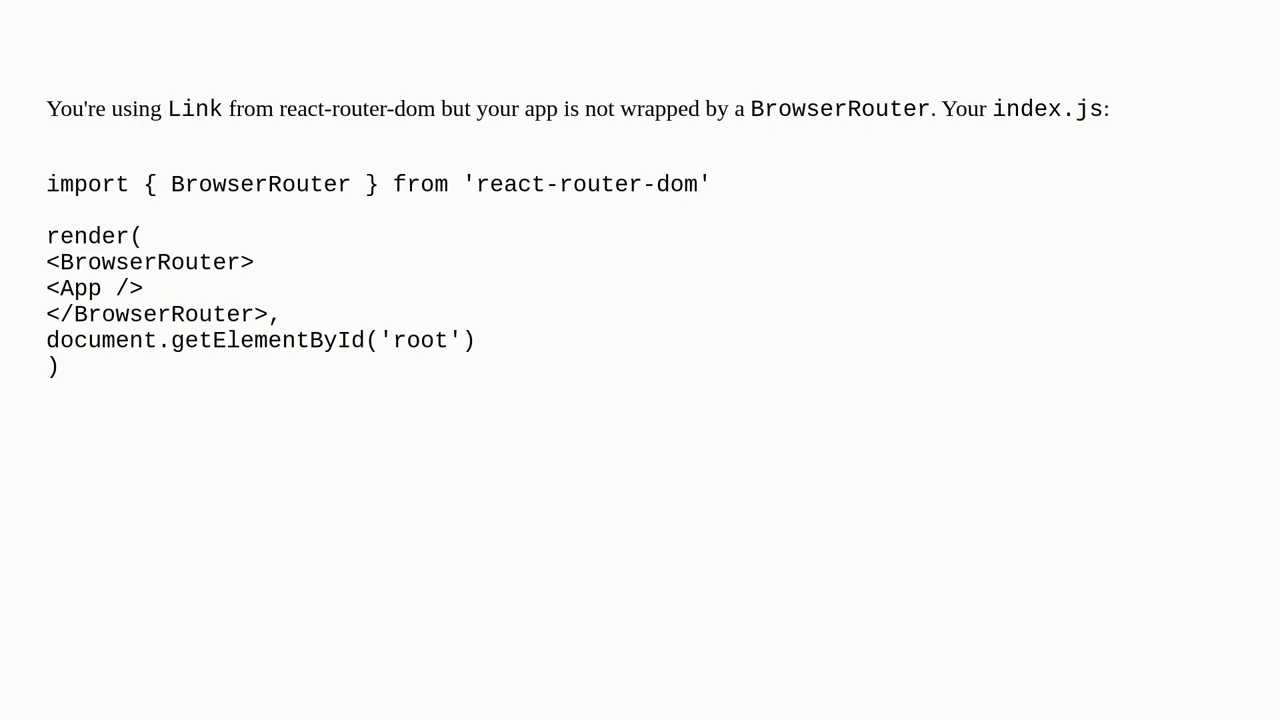 You're using Link from react-router-dom but your app is not wrapped by a BrowserRouter. Your index.js:
import { BrowserRouter } from 'react-router-dom'
render(
<BrowserRouter>
<App />
</BrowserRouter>,
document.getElementById('root')
)